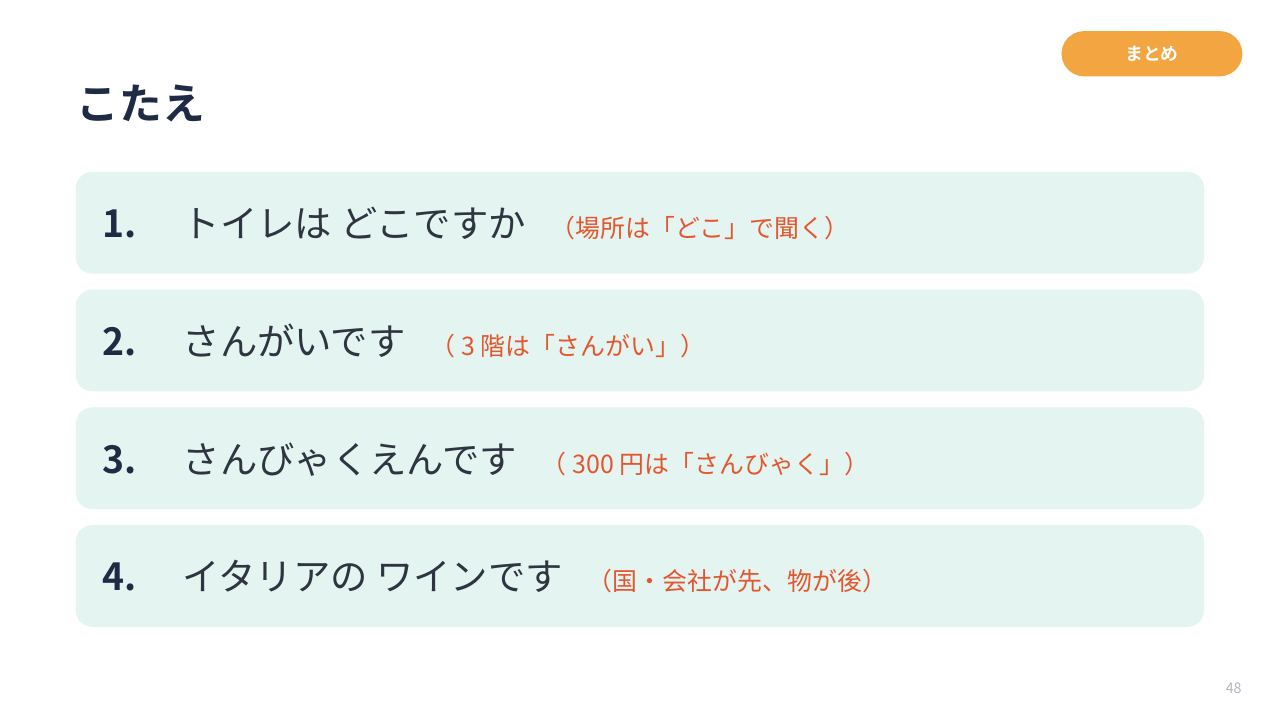 まとめ
こたえ
1. トイレは どこですか （場所は「どこ」で聞く）
2. さんがいです （ 3 階は「さんがい」）
3. さんびゃくえんです （ 300 円は「さんびゃく」）
4. イタリアの ワインです （国・会社が先、物が後）
48